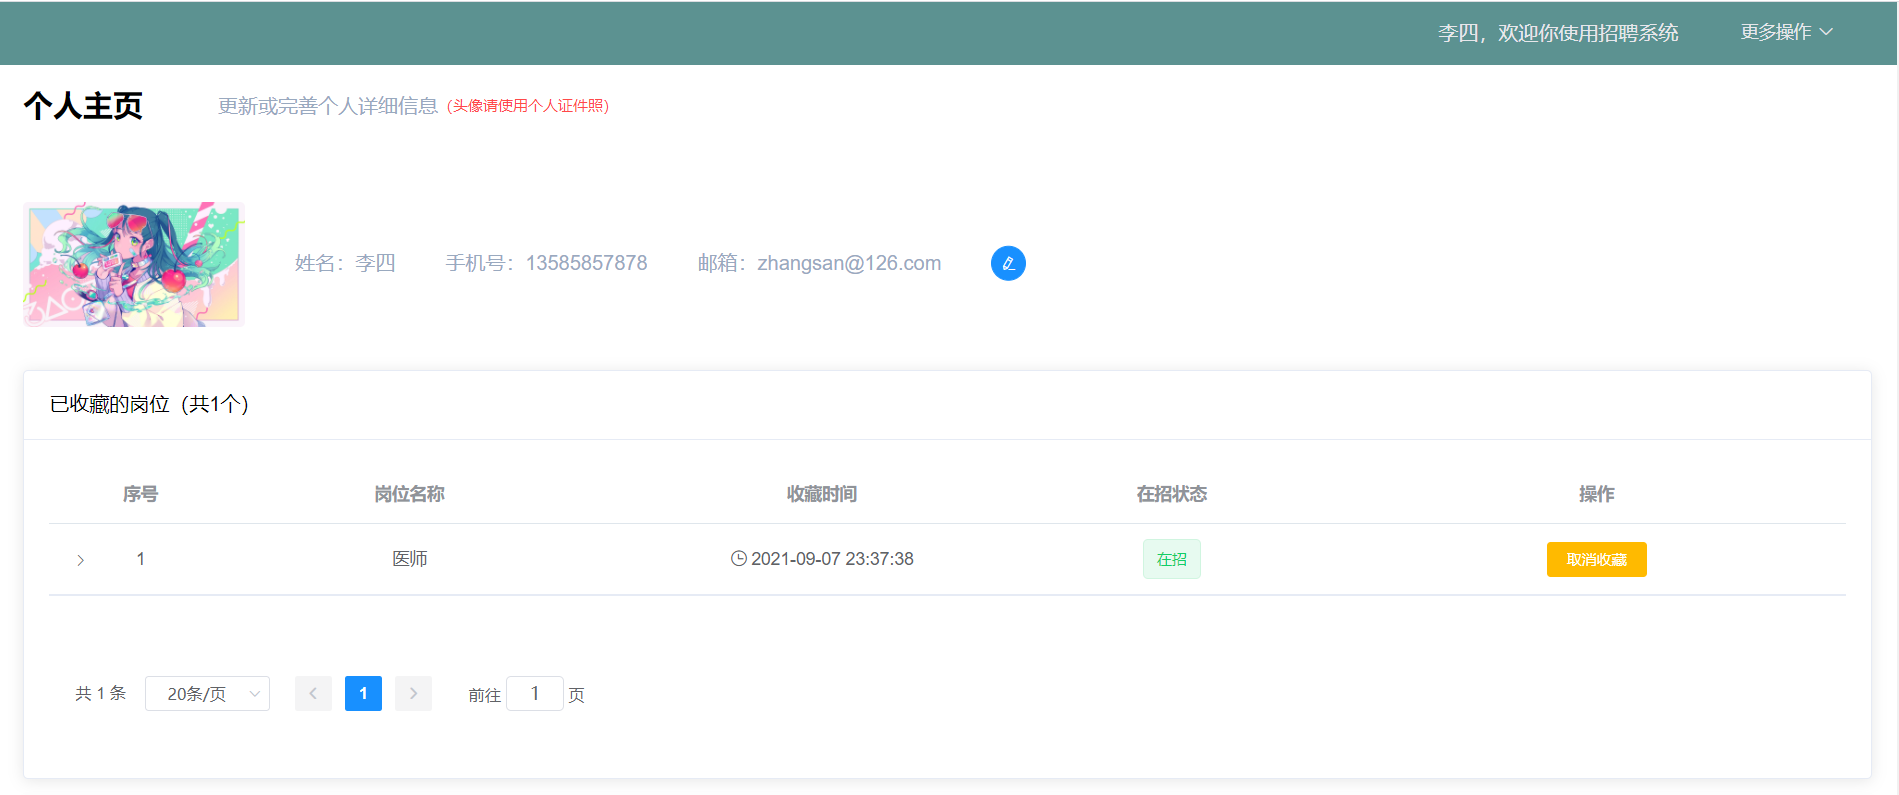 李四，欢迎你使用招聘系统 更多操作
个人主页 更新或完善个人详细信息（头像请使用个人证件照）
姓名：李四 手机号：13585857878 邮箱：zhangsan@126.com
已收藏的岗位（共1个）
序号 岗位名称 收藏时间 在招状态 操作
1 医师 2021-09-07 23:37:38 在招 取消收藏
共 1 条 20条/页 1 前往 1 页